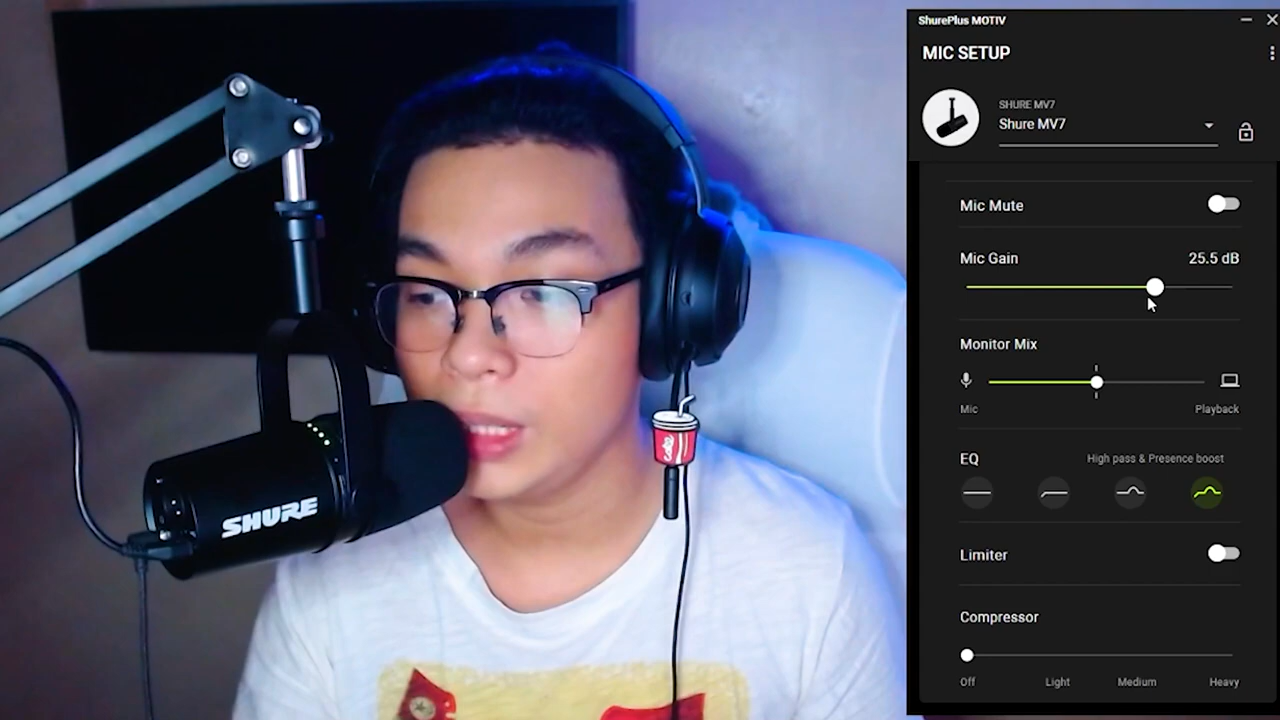 ShurePlus MOTIV
MIC SETUP
SHURE MV7
Shure MV7
Mic Mute
Mic Gain 25.5 dB
Monitor Mix
Mic Playback
EQ High pass & Presence boost
Limiter
Compressor
Off Light Medium Heavy
SHURE
Coke